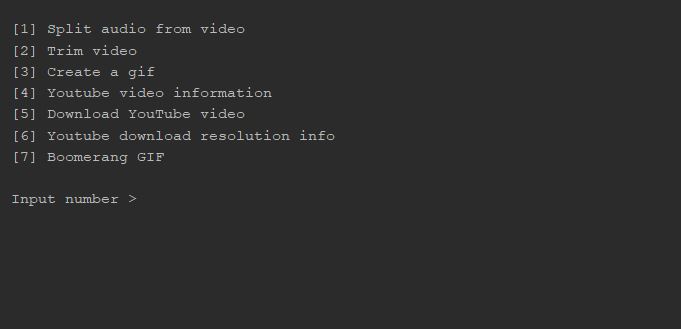 [1] Split audio from video
[2] Trim video
[3] Create a gif
[4] Youtube video information
[5] Download YouTube video
[6] Youtube download resolution info
[7] Boomerang GIF
Input number >